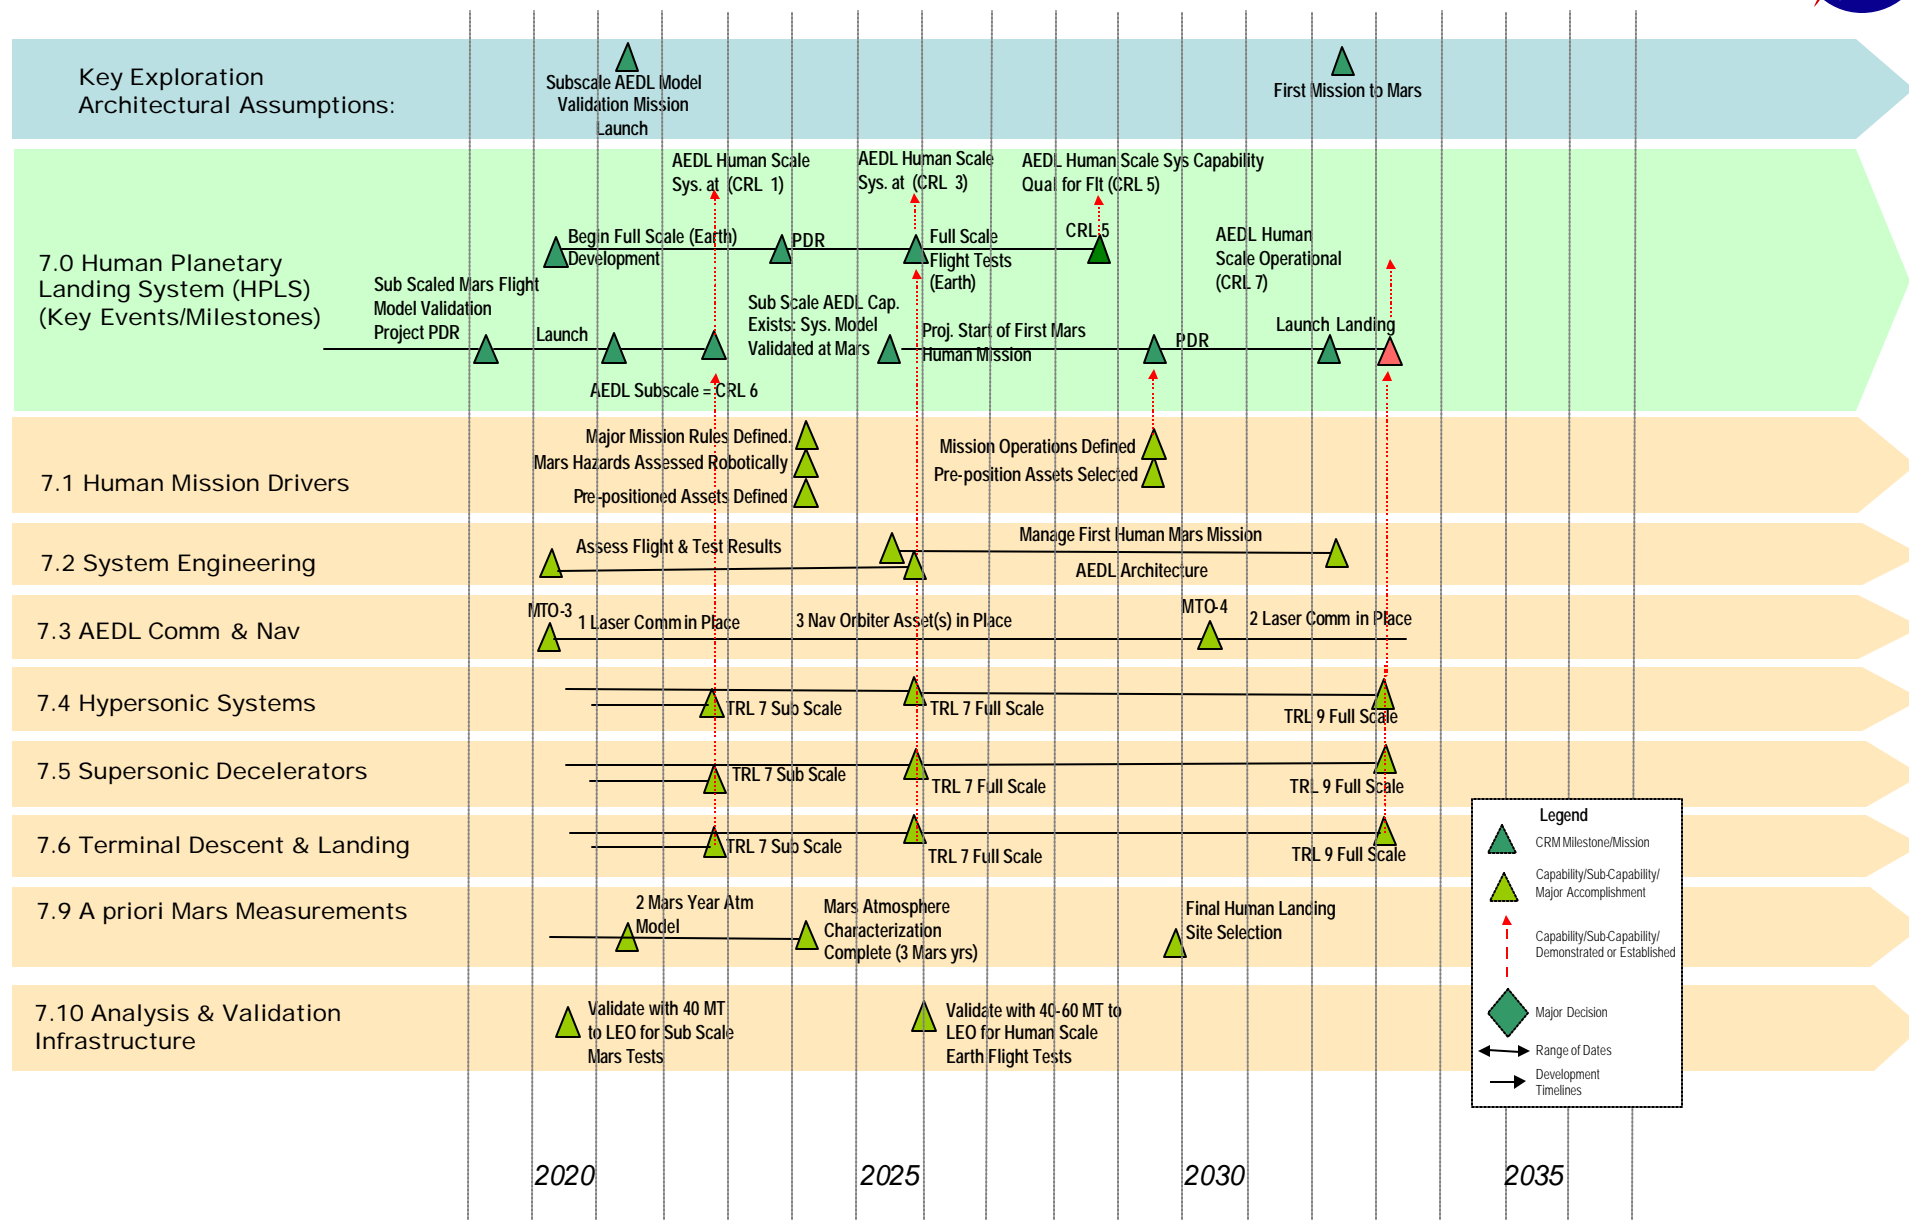 Key Exploration
Architectural Assumptions:
Subscale AEDL Model
Validation Mission
Launch
First Mission to Mars
7.0 Human Planetary
Landing System (HPLS)
(Key Events/Milestones)
AEDL Human Scale
Sys. at (CRL 1)
AEDL Human Scale
Sys. at (CRL 3)
AEDL Human Scale Sys Capability
Qual for Flt (CRL 5)
Begin Full Scale (Earth)
Development
PDR
Full Scale
Flight Tests
(Earth)
CRL 5
AEDL Human
Scale Operational
(CRL 7)
Sub Scaled Mars Flight
Model Validation
Project PDR
Launch
Sub Scale AEDL Cap.
Exists: Sys. Model
Validated at Mars
Proj. Start of First Mars
Human Mission
PDR
Launch Landing
AEDL Subscale = CRL 6
7.1 Human Mission Drivers
Major Mission Rules Defined.
Mars Hazards Assessed Robotically
Pre-positioned Assets Defined
Mission Operations Defined
Pre-position Assets Selected
7.2 System Engineering
Assess Flight & Test Results
Manage First Human Mars Mission
AEDL Architecture
7.3 AEDL Comm & Nav
MTO-3
1 Laser Comm in Place
3 Nav Orbiter Asset(s) in Place
MTO-4
2 Laser Comm in Place
7.4 Hypersonic Systems
TRL 7 Sub Scale
TRL 7 Full Scale
TRL 9 Full Scale
7.5 Supersonic Decelerators
TRL 7 Sub Scale
TRL 7 Full Scale
TRL 9 Full Scale
7.6 Terminal Descent & Landing
TRL 7 Sub Scale
TRL 7 Full Scale
TRL 9 Full Scale
7.9 A priori Mars Measurements
2 Mars Year Atm
Model
Mars Atmosphere
Characterization
Complete (3 Mars yrs)
Final Human Landing
Site Selection
7.10 Analysis & Validation
Infrastructure
Validate with 40 MT
to LEO for Sub Scale
Mars Tests
Validate with 40-60 MT to
LEO for Human Scale
Earth Flight Tests
Legend
CRM Milestone/Mission
Capability/Sub-Capability/
Major Accomplishment
Capability/Sub-Capability/
Demonstrated or Established
Major Decision
Range of Dates
Development
Timelines
2020
2025
2030
2035